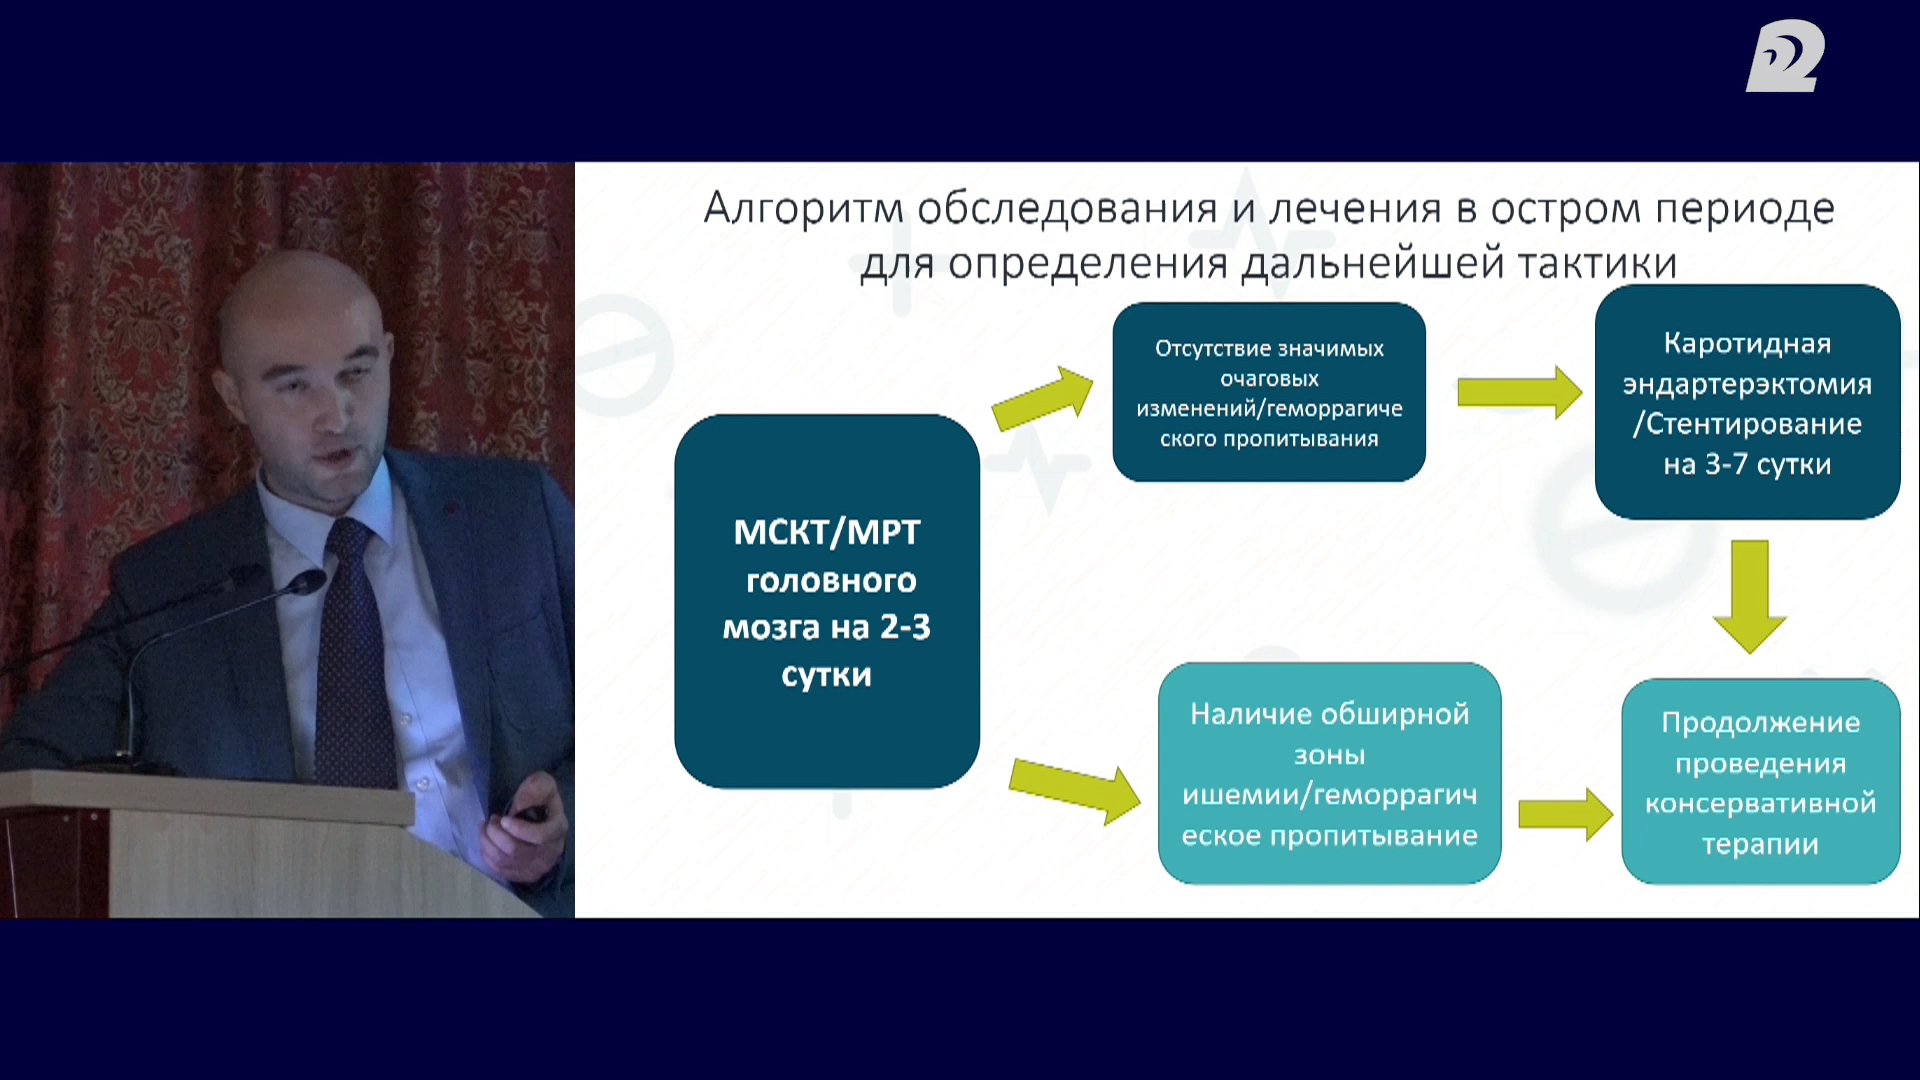 Алгоритм обследования и лечения в остром периоде
для определения дальнейшей тактики
МСКТ/МРТ
головного
мозга на 2-3
сутки
Отсутствие значимых
очаговых
изменений/геморрагиче
ского пропитывания
Каротидная
эндартерэктомия
/Стентирование
на 3-7 сутки
Наличие обширной
зоны
ишемии/геморрагич
еское пропитывание
Продолжение
проведения
консервативной
терапии